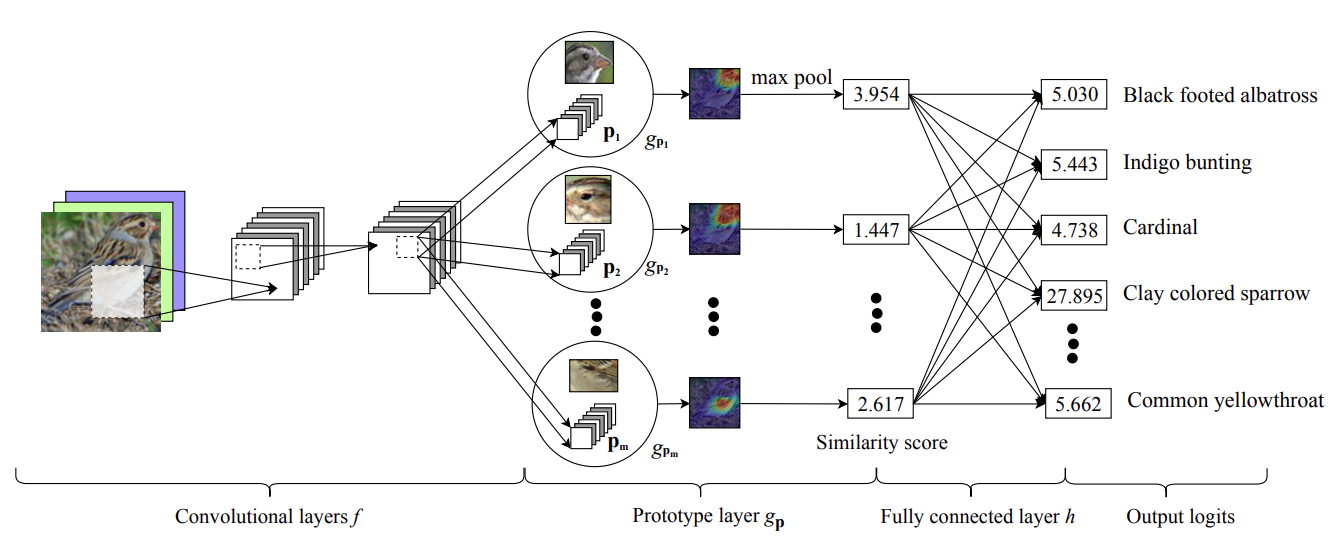 max pool
p1
gp1
3.954
5.030
Black footed albatross
5.443
Indigo bunting
p2
gp2
1.447
4.738
Cardinal
27.895
Clay colored sparrow
pm
gpm
2.617
5.662
Common yellowthroat
Similarity score
Convolutional layers f
Prototype layer gp
Fully connected layer h
Output logits